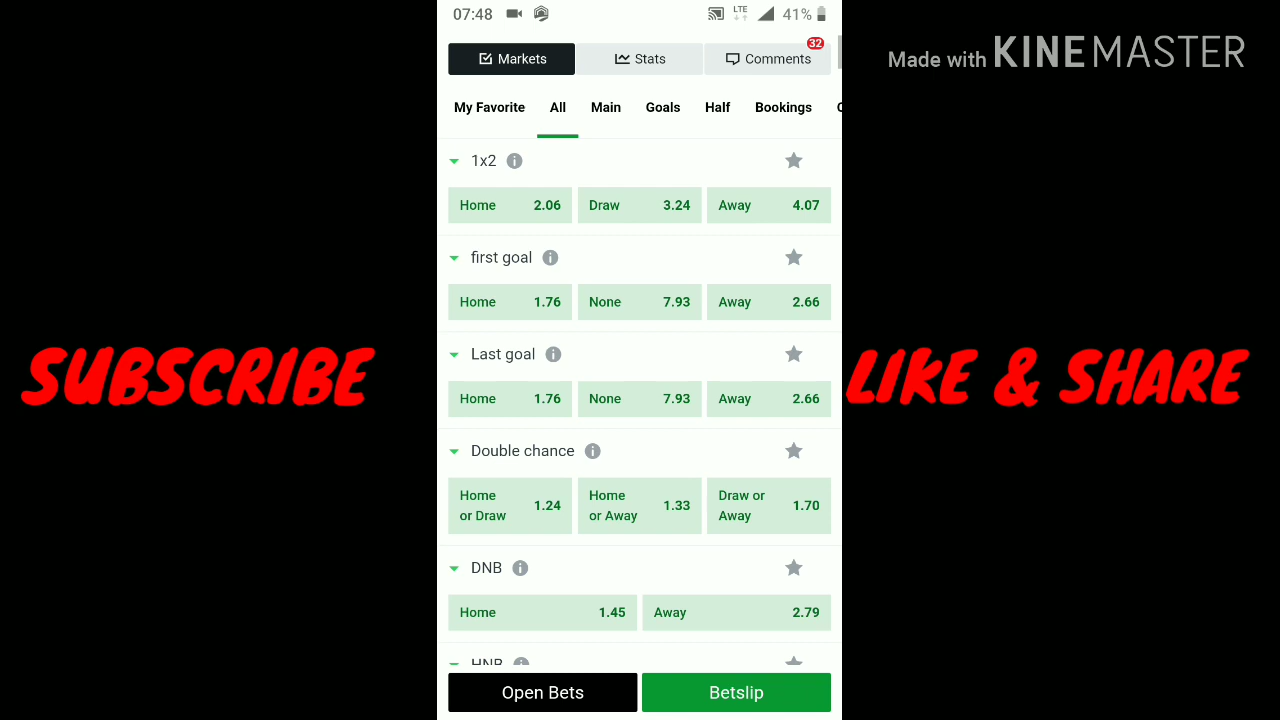 07:48
LTE
41%
Made with KINEMASTER
Markets
Stats
Comments
32
My Favorite All Main Goals Half Bookings
1x2
Home 2.06 Draw 3.24 Away 4.07
first goal
Home 1.76 None 7.93 Away 2.66
Last goal
Home 1.76 None 7.93 Away 2.66
SUBSCRIBE
LIKE & SHARE
Double chance
Home or Draw 1.24
Home or Away 1.33
Draw or Away 1.70
DNB
Home 1.45 Away 2.79
HNB
Open Bets
Betslip